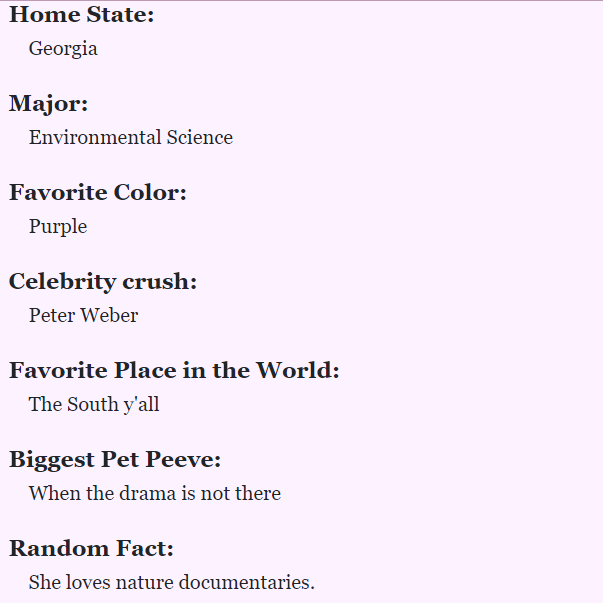 Home State:
Georgia
Major:
Environmental Science
Favorite Color:
Purple
Celebrity crush:
Peter Weber
Favorite Place in the World:
The South y'all
Biggest Pet Peeve:
When the drama is not there
Random Fact:
She loves nature documentaries.